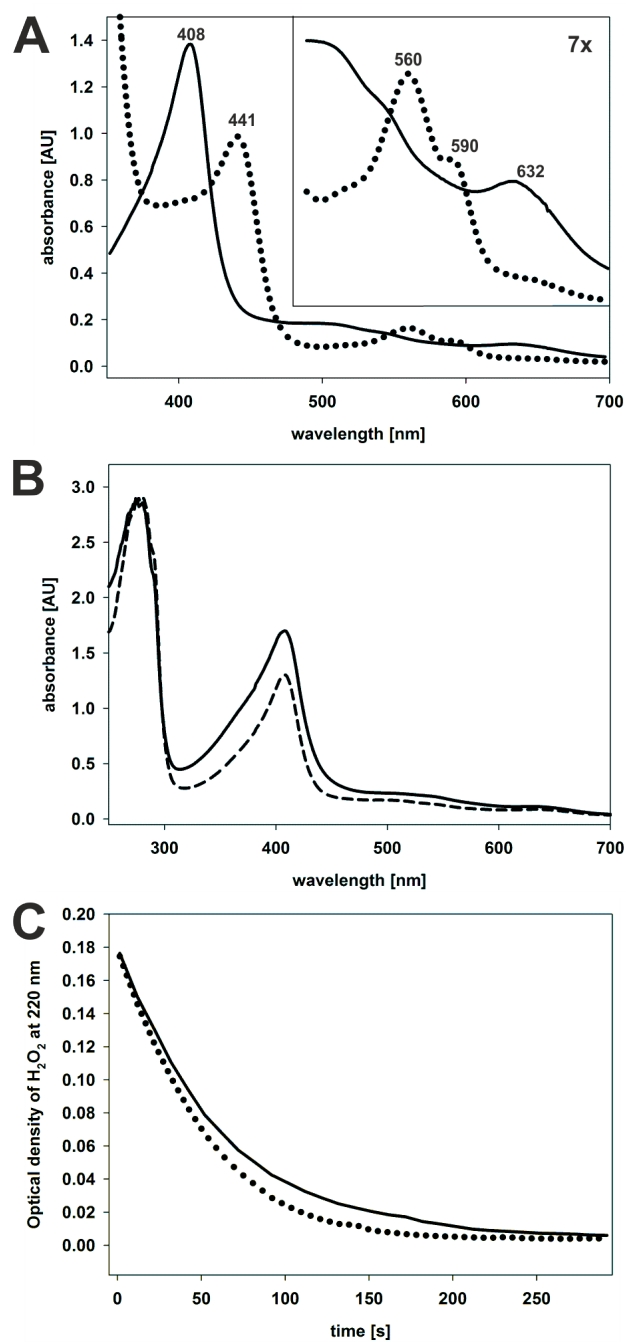 A
408
441
7x
560
590
632
1.4
1.2
1.0
0.8
0.6
0.4
0.2
0.0
absorbance [AU]
400 500 600 700
wavelength [nm]
B
3.0
2.5
2.0
1.5
1.0
0.5
0.0
absorbance [AU]
300 400 500 600 700
wavelength [nm]
C
0.20
0.18
0.16
0.14
0.12
0.10
0.08
0.06
0.04
0.02
0.00
Optical density of H₂O₂ at 220 nm
0 50 100 150 200 250
time [s]